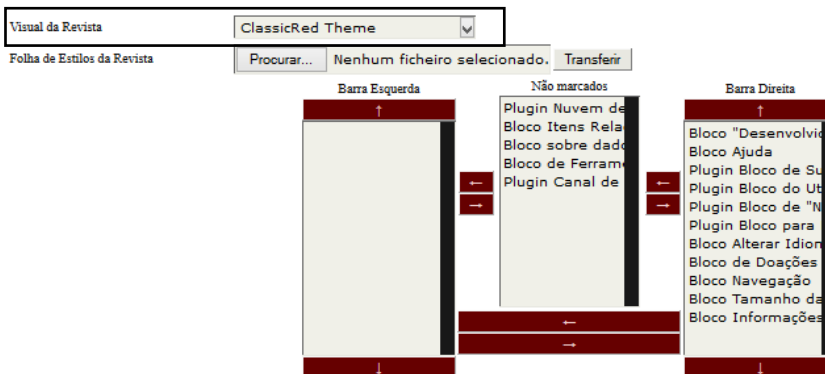 Visual da Revista
ClassicRed Theme
Folha de Estilos da Revista
Procurar... Nenhum ficheiro selecionado. Transferir
Barra Esquerda
Não marcados
Barra Direita
↑
↑
Plugin Nuvem de
Bloco Itens Rela
Bloco sobre dado
Bloco de Ferram
Plugin Canal de
←
→
←
→
Bloco "Desenvolvid
Bloco Ajuda
Plugin Bloco de Su
Plugin Bloco do Ut
Plugin Bloco de "N
Plugin Bloco para
Bloco Alterar Idion
Bloco de Doações
Bloco Navegação
Bloco Tamanho da
Bloco Informações
←
→
↓
↓